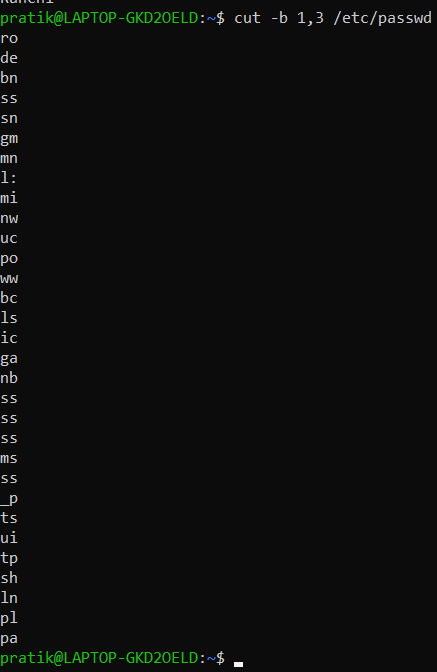 pratik@LAPTOP-GKD2OELD:~$ cut -b 1,3 /etc/passwd
ro
de
bn
ss
sn
gm
mn
l:
mi
nw
uc
po
ww
bc
ls
ic
ga
nb
ss
ss
ss
ms
ss
_p
ts
ui
tp
sh
ln
pl
pa
pratik@LAPTOP-GKD2OELD:~$